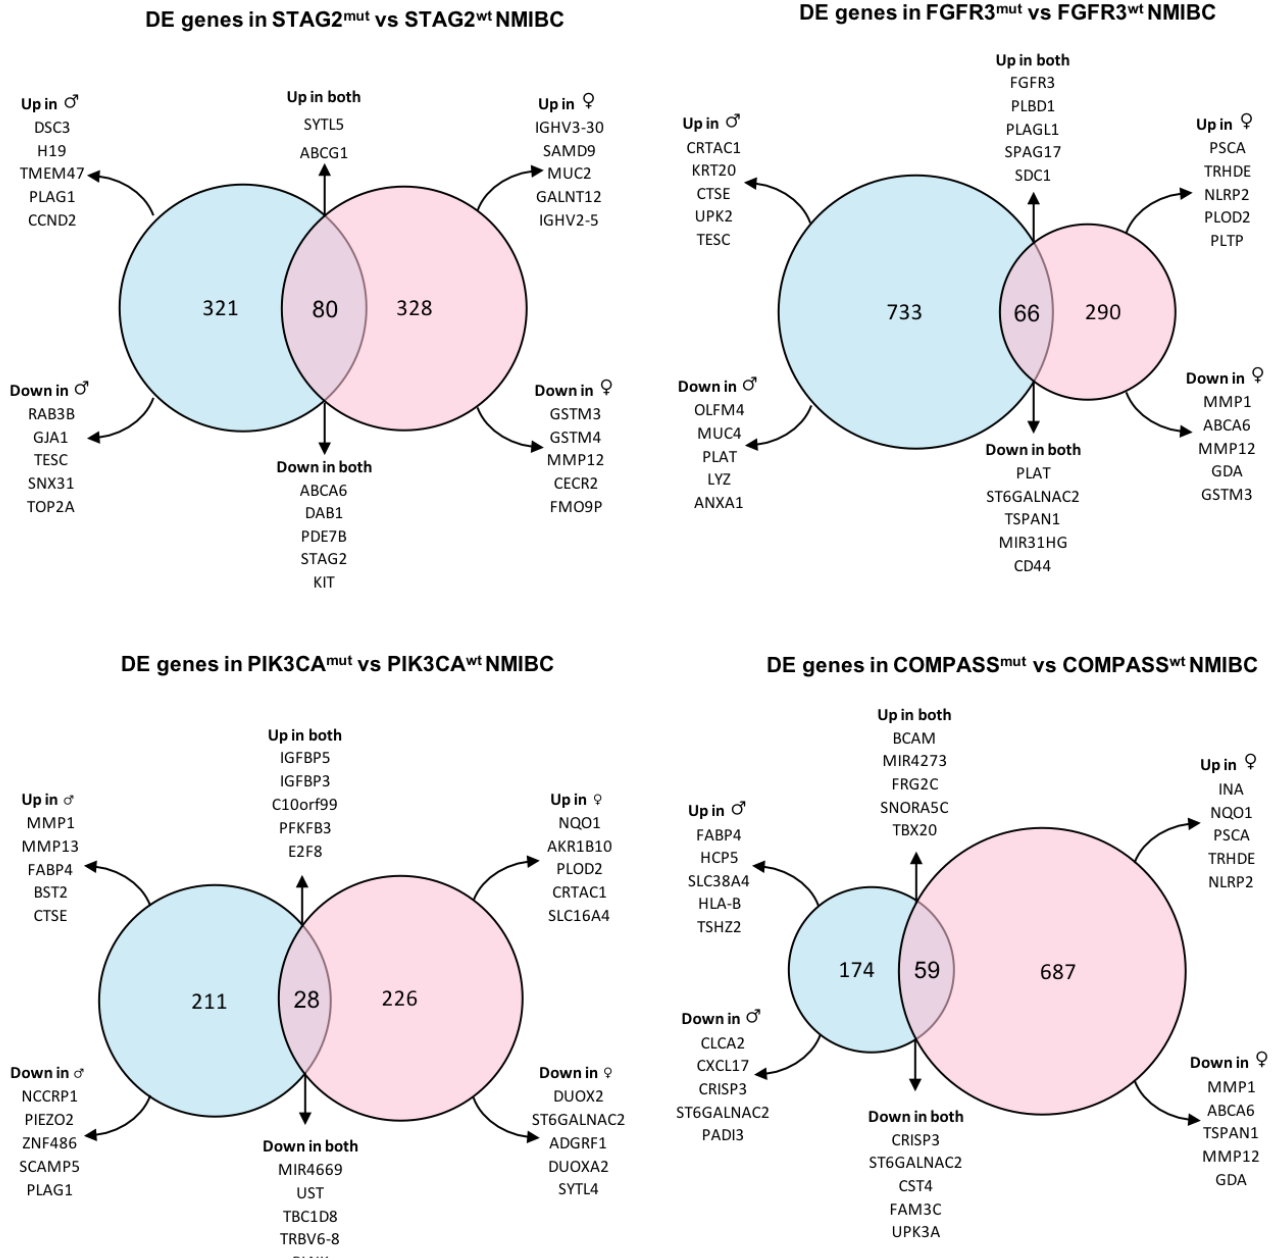 DE genes in STAG2mut vs STAG2wt NMIBC
Up in ♂
DSC3
H19
TMEM47
PLAG1
CCND2
Up in both
SYTL5
ABCG1
Up in ♀
IGHV3-30
SAMD9
MUC2
GALNT12
IGHV2-5
321
80
328
Down in ♂
RAB3B
GJA1
TESC
SNX31
TOP2A
Down in both
ABCA6
DAB1
PDE7B
STAG2
KIT
Down in ♀
GSTM3
GSTM4
MMP12
CECR2
FMO9P
DE genes in FGFR3mut vs FGFR3wt NMIBC
Up in ♂
CRTAC1
KRT20
CTSE
UPK2
TESC
Up in both
FGFR3
PLBD1
PLAGL1
SPAG17
SDC1
Up in ♀
PSCA
TRHDE
NLRP2
PLOD2
PLTP
733
66
290
Down in ♂
OLFM4
MUC4
PLAT
LYZ
ANXA1
Down in both
PLAT
ST6GALNAC2
TSPAN1
MIR31HG
CD44
Down in ♀
MMP1
ABCA6
MMP12
GDA
GSTM3
DE genes in PIK3CAmut vs PIK3CAwt NMIBC
Up in ♂
MMP1
MMP13
FABP4
BST2
CTSE
Up in both
IGFBP5
IGFBP3
C10orf99
PFKFB3
E2F8
Up in ♀
NQO1
AKR1B10
PLOD2
CRTAC1
SLC16A4
211
28
226
Down in ♂
NCCRP1
PIEZO2
ZNF486
SCAMP5
PLAG1
Down in both
MIR4669
UST
TBC1D8
TRBV6-8
Down in ♀
DUOX2
ST6GALNAC2
ADGRF1
DUOXA2
SYTL4
DE genes in COMPASSmut vs COMPASSwt NMIBC
Up in ♂
FABP4
HCP5
SLC38A4
HLA-B
TSHZ2
Up in both
BCAM
MIR4273
FRG2C
SNORA5C
TBX20
Up in ♀
INA
NQO1
PSCA
TRHDE
NLRP2
174
59
687
Down in ♂
CLCA2
CXCL17
CRISP3
ST6GALNAC2
PADI3
Down in both
CRISP3
ST6GALNAC2
CST4
FAM3C
UPK3A
Down in ♀
MMP1
ABCA6
TSPAN1
MMP12
GDA